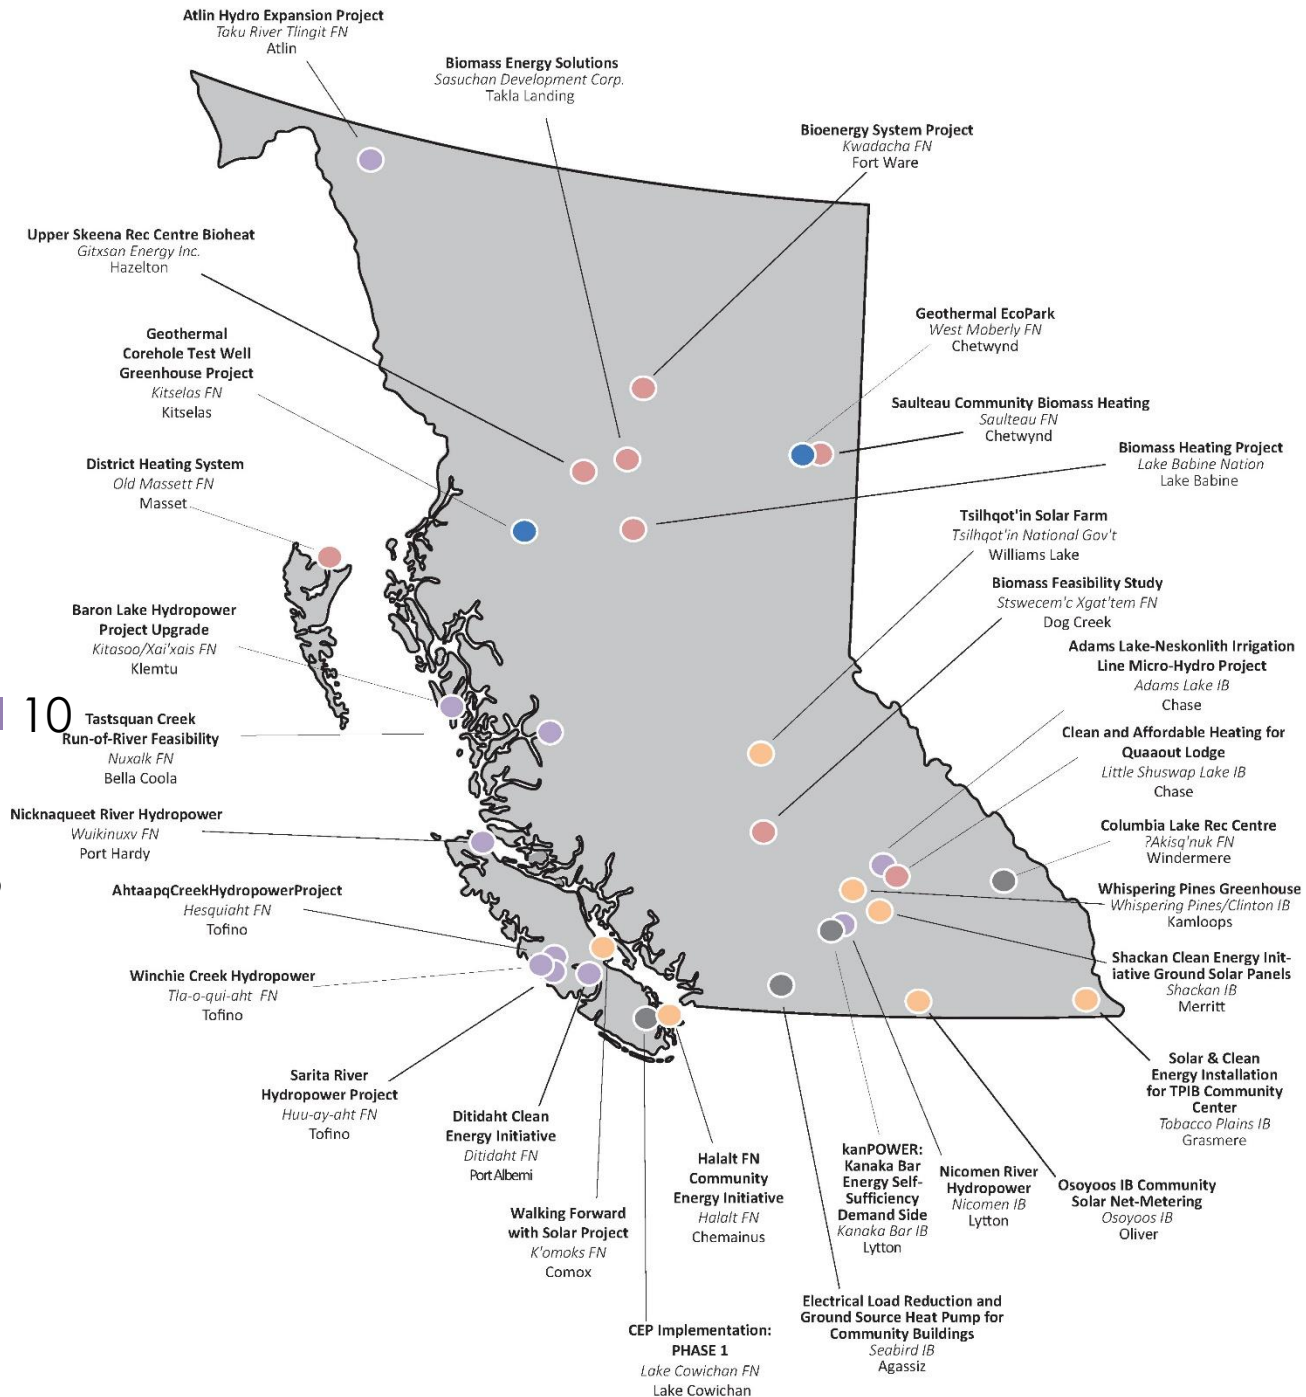 Atlin Hydro Expansion Project
Taku River Tlingit FN
Atlin
Biomass Energy Solutions
Sasuchan Development Corp.
Takla Landing
Bioenergy System Project
Kwadacha FN
Fort Ware
Upper Skeena Rec Centre Bioheat
Gitxsan Energy Inc.
Hazelton
Geothermal
Corehole Test Well
Greenhouse Project
Kitselas FN
Kitselas
Geothermal EcoPark
West Moberly FN
Chetwynd
Saulteau Community Biomass Heating
Saulteau FN
Chetwynd
Biomass Heating Project
Lake Babine Nation
Lake Babine
District Heating System
Old Massett FN
Masset
Tsilhqot'in Solar Farm
Tsilhqot'in National Gov't
Williams Lake
Biomass Feasibility Study
Stswecem'c Xgat'tem FN
Dog Creek
Baron Lake Hydropower
Project Upgrade
Kitasoo/Xai'xais FN
Klemtu
Adams Lake-Neskonlith Irrigation
Line Micro-Hydro Project
Adams Lake IB
Chase
10
Tastsquan Creek
Run-of-River Feasibility
Nuxalk FN
Bella Coola
Clean and Affordable Heating for
Quaaout Lodge
Little Shuswap Lake IB
Chase
Nicknaqueet River Hydropower
Wuikinuxv FN
Port Hardy
Columbia Lake Rec Centre
?Akisq'nuk FN
Windermere
AhtaapqCreekHydropowerProject
Hesquiaht FN
Tofino
Whispering Pines Greenhouse
Whispering Pines/Clinton IB
Kamloops
Winchie Creek Hydropower
Tla-o-qui-aht FN
Tofino
Shackan Clean Energy Init-
iative Ground Solar Panels
Shackan IB
Merritt
Sarita River
Hydropower Project
Huu-ay-aht FN
Tofino
Solar & Clean
Energy Installation
for TPIB Community
Center
Tobacco Plains IB
Grasmere
Ditidaht Clean
Energy Initiative
Ditidaht FN
Port Alberni
Walking Forward
with Solar Project
K'omoks FN
Comox
Halalt FN
Community
Energy Initiative
Halalt FN
Chemainus
kanPOWER:
Kanaka Bar
Energy Self-
Sufficiency
Demand Side
Kanaka Bar IB
Lytton
Nicomen River
Hydropower
Nicomen IB
Lytton
Osoyoos IB Community
Solar Net-Metering
Osoyoos IB
Oliver
CEP Implementation:
PHASE 1
Lake Cowichan FN
Lake Cowichan
Electrical Load Reduction and
Ground Source Heat Pump for
Community Buildings
Seabird IB
Agassiz